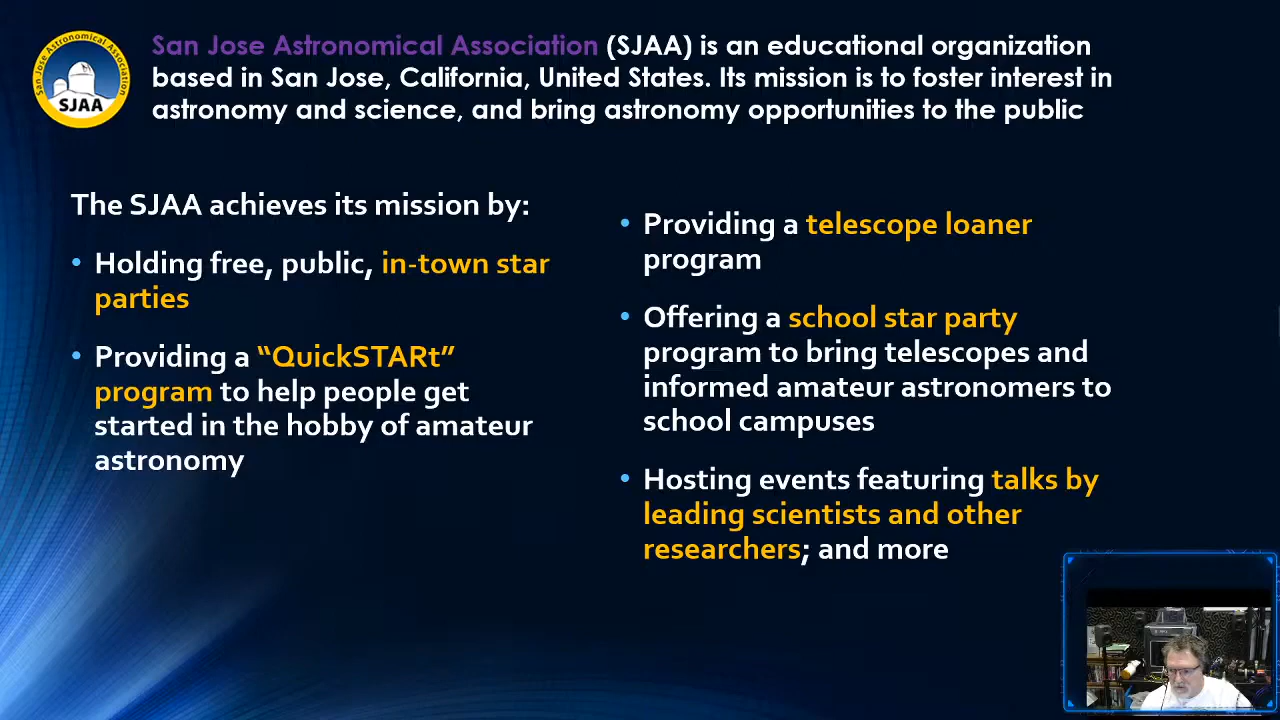 San Jose Astronomical Association
SJAA
San Jose Astronomical Association (SJAA) is an educational organization
based in San Jose, California, United States. Its mission is to foster interest in
astronomy and science, and bring astronomy opportunities to the public
The SJAA achieves its mission by:
• Holding free, public, in-town star
parties
• Providing a “QuickSTARt”
program to help people get
started in the hobby of amateur
astronomy
• Providing a telescope loaner
program
• Offering a school star party
program to bring telescopes and
informed amateur astronomers to
school campuses
• Hosting events featuring talks by
leading scientists and other
researchers; and more